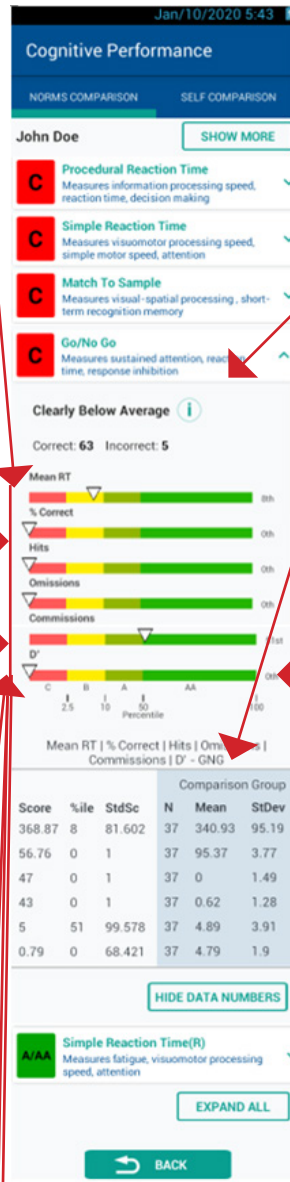 Jan/10/2020 5:43
Cognitive Performance
NORMS COMPARISON SELF COMPARISON
John Doe SHOW MORE
C Procedural Reaction Time
Measures information processing speed,
reaction time, decision making
C Simple Reaction Time
Measures visuomotor processing speed,
simple motor speed, attention
C Match To Sample
Measures visual-spatial processing , short-
term recognition memory
C Go/No Go
Measures sustained attention,
time, response inhibition
Clearly Below Average i
Correct: 63 Incorrect: 5
Mean RT
8th
% Correct
0th
Hits
0th
Omissions
0th
Commissions
D'
0th
C B A AA
2.5 10 50 100
Percentile
Mean RT | % Correct | Hits | |
Commissions | D' - GNG
Comparison Group
Score %ile StdSc N Mean StDev
368.87 8 81.602 37 340.93 95.19
56.76 0 1 37 95.37 3.77
47 0 1 37 0 1.49
43 0 1 37 0.62 1.28
5 51 99.578 37 4.89 3.91
0.79 0 68.421 37 4.79 1.9
HIDE DATA NUMBERS
A/AA Simple Reaction Time(R)
Measures fatigue, visuomotor processing
speed, attention
EXPAND ALL
BACK